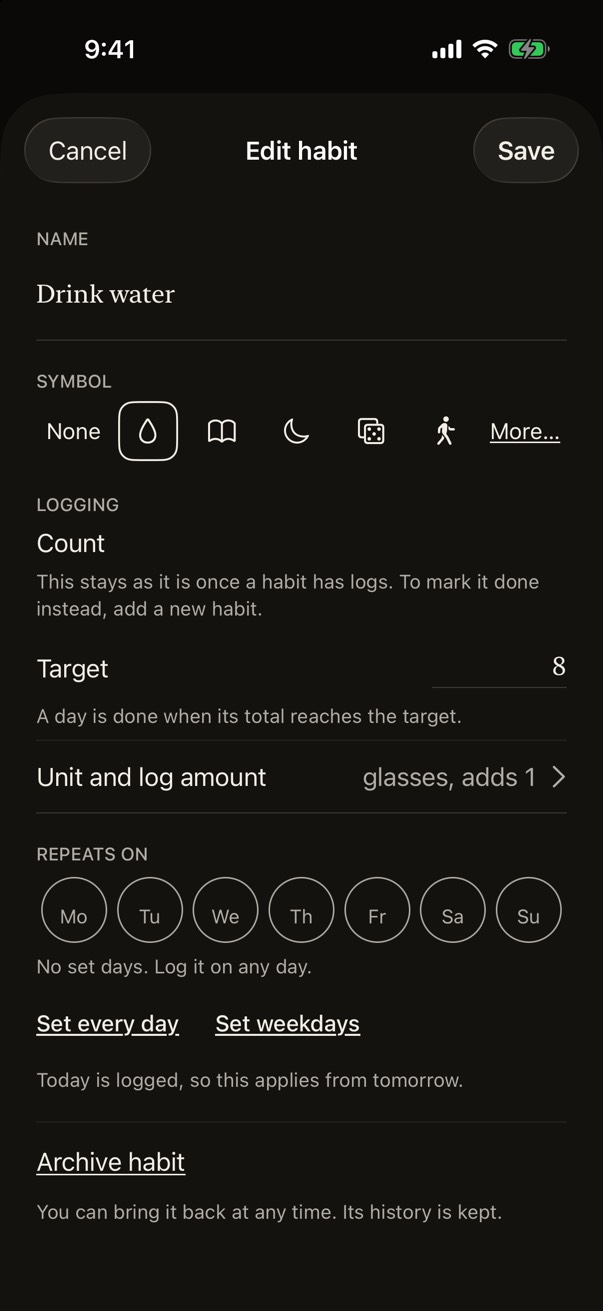 9:41
Cancel
Edit habit
Save
NAME
Drink water
SYMBOL
None
More...
LOGGING
Count
This stays as it is once a habit has logs. To mark it done
instead, add a new habit.
Target
8
A day is done when its total reaches the target.
Unit and log amount
glasses, adds 1
REPEATS ON
Mo Tu We Th Fr Sa Su
No set days. Log it on any day.
Set every day
Set weekdays
Today is logged, so this applies from tomorrow.
Archive habit
You can bring it back at any time. Its history is kept.